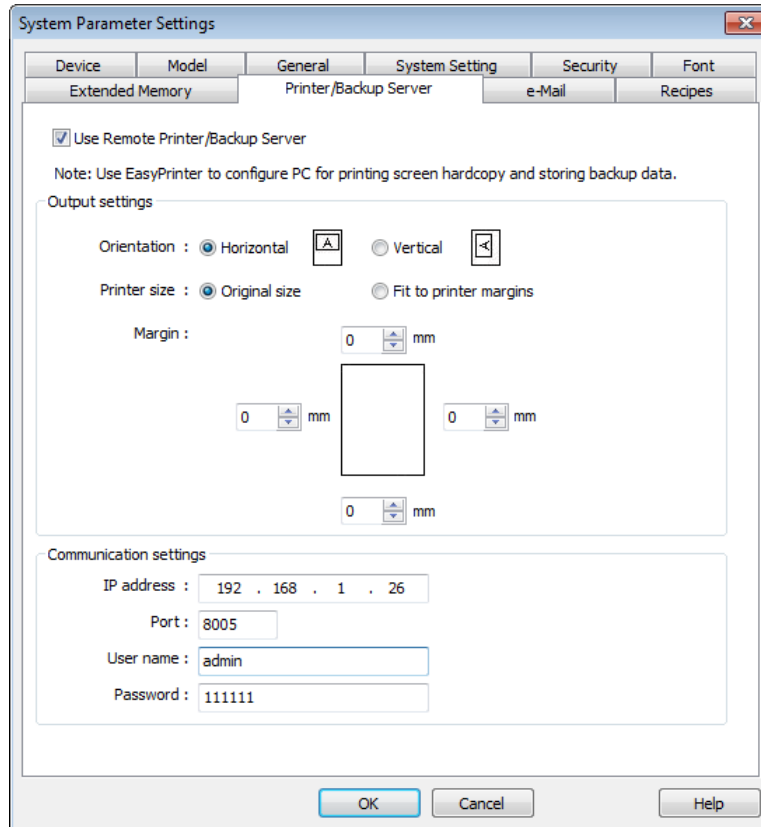 System Parameter Settings
Device Model General System Setting Security Font
Extended Memory Printer/Backup Server e-Mail Recipes
Use Remote Printer/Backup Server
Note: Use EasyPrinter to configure PC for printing screen hardcopy and storing backup data.
Output settings
Orientation : Horizontal A Vertical A
Printer size : Original size Fit to printer margins
Margin :
0 mm
0 mm 0 mm
0 mm
Communication settings
IP address : 192 . 168 . 1 . 26
Port : 8005
User name : admin
Password : 111111
OK Cancel Help